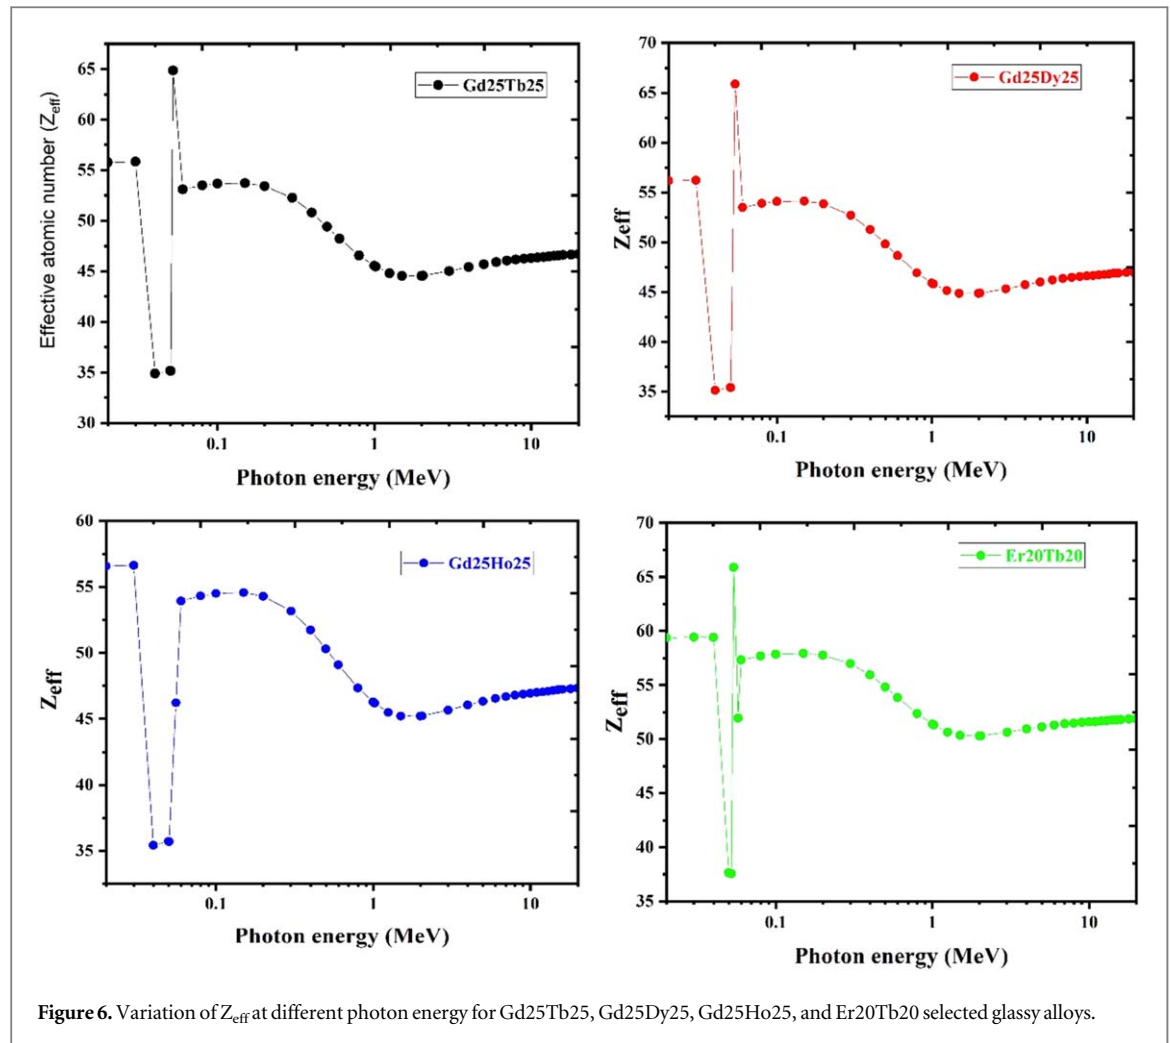 65
60
55
50
45
40
35
30
Effective atomic number (Zeff)
Gd25Tb25
0.1 1 10
Photon energy (MeV)
70
65
60
55
50
45
40
35
Zeff
Gd25Dy25
0.1 1 10
Photon energy (MeV)
60
55
50
45
40
35
Zeff
Gd25Ho25
0.1 1 10
Photon energy (MeV)
70
65
60
55
50
45
40
35
Zeff
Er20Tb20
0.1 1 10
Photon energy (MeV)
Figure 6. Variation of Zeff at different photon energy for Gd25Tb25, Gd25Dy25, Gd25Ho25, and Er20Tb20 selected glassy alloys.